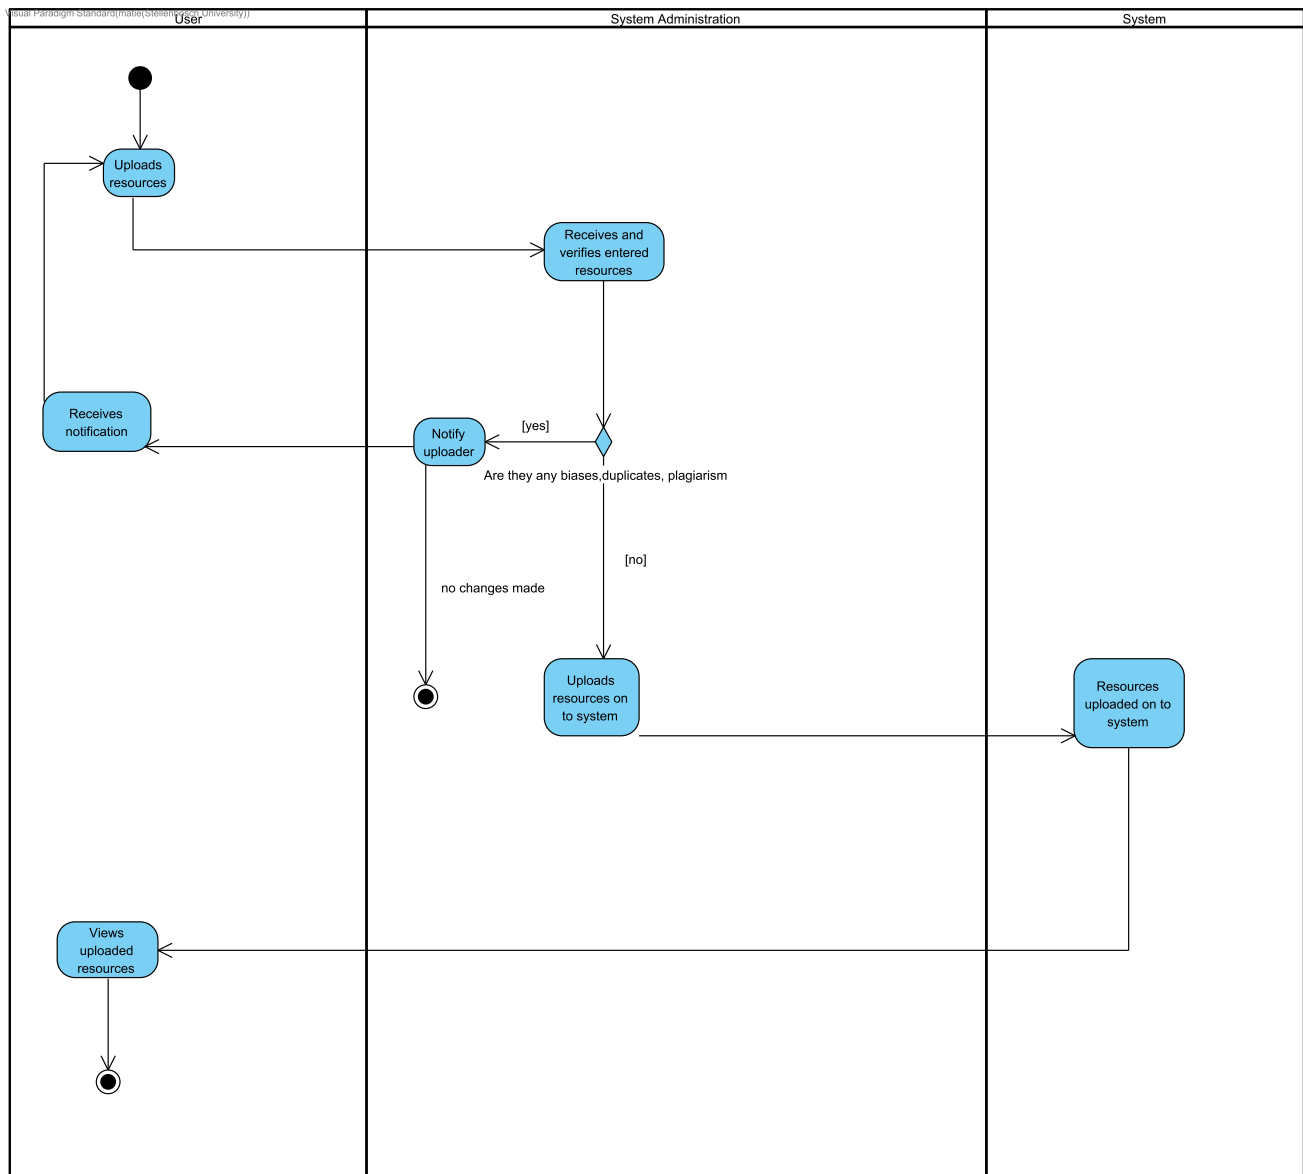 Visual Paradigm Standard(matie(Stellenbosch University))
User
System Administration
System
Uploads
resources
Receives and
verifies entered
resources
Receives
notification
Notify
uploader
[yes]
Are they any biases,duplicates, plagiarism
[no]
no changes made
Uploads
resources on
to system
Resources
uploaded on to
system
Views
uploaded
resources